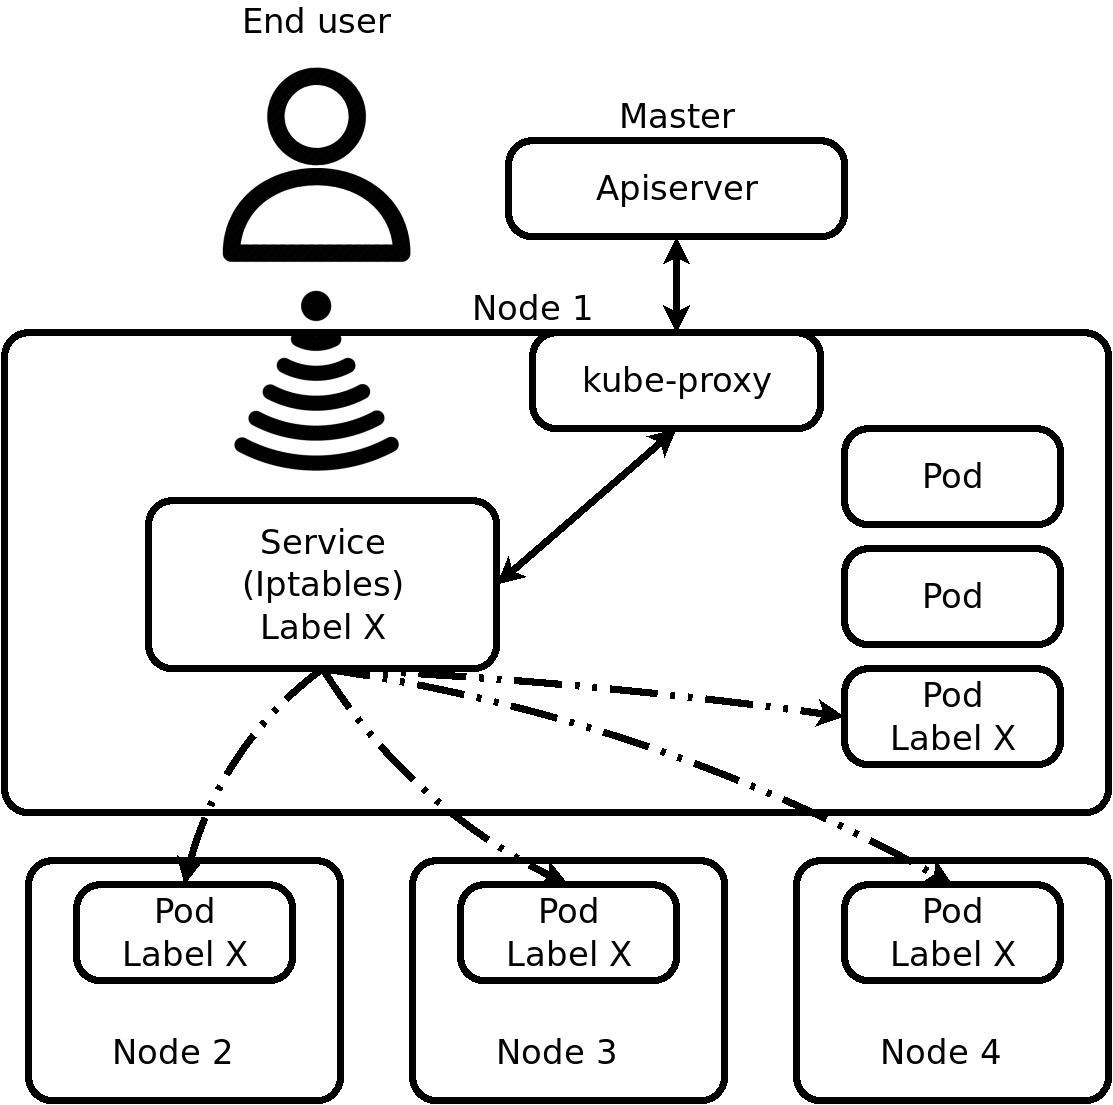 End user
Master
Apiserver
Node 1
kube-proxy
Pod
Service
(Iptables)
Label X
Pod
Pod
Label X
Pod
Label X
Node 2
Pod
Label X
Node 3
Pod
Label X
Node 4